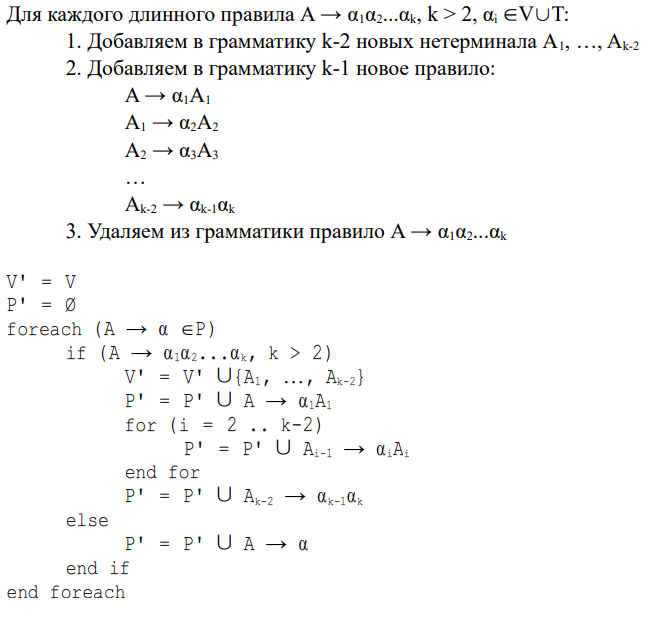 Для каждого длинного правила A → α₁α₂...αₖ, k > 2, αᵢ ∈V∪T:
1. Добавляем в грамматику k-2 новых нетерминала A₁, …, Aₖ₋₂
2. Добавляем в грамматику k-1 новое правило:
A → α₁A₁
A₁ → α₂A₂
A₂ → α₃A₃
…
Aₖ₋₂ → αₖ₋₁αₖ
3. Удаляем из грамматики правило A → α₁α₂...αₖ
V' = V
P' = Ø
foreach (A → α ∈P)
if (A → α₁α₂...αₖ, k > 2)
V' = V' ∪{A₁, …, Aₖ₋₂}
P' = P' ∪ A → α₁A₁
for (i = 2 .. k-2)
P' = P' ∪ Aᵢ₋₁ → αᵢAᵢ
end for
P' = P' ∪ Aₖ₋₂ → αₖ₋₁αₖ
else
P' = P' ∪ A → α
end if
end foreach